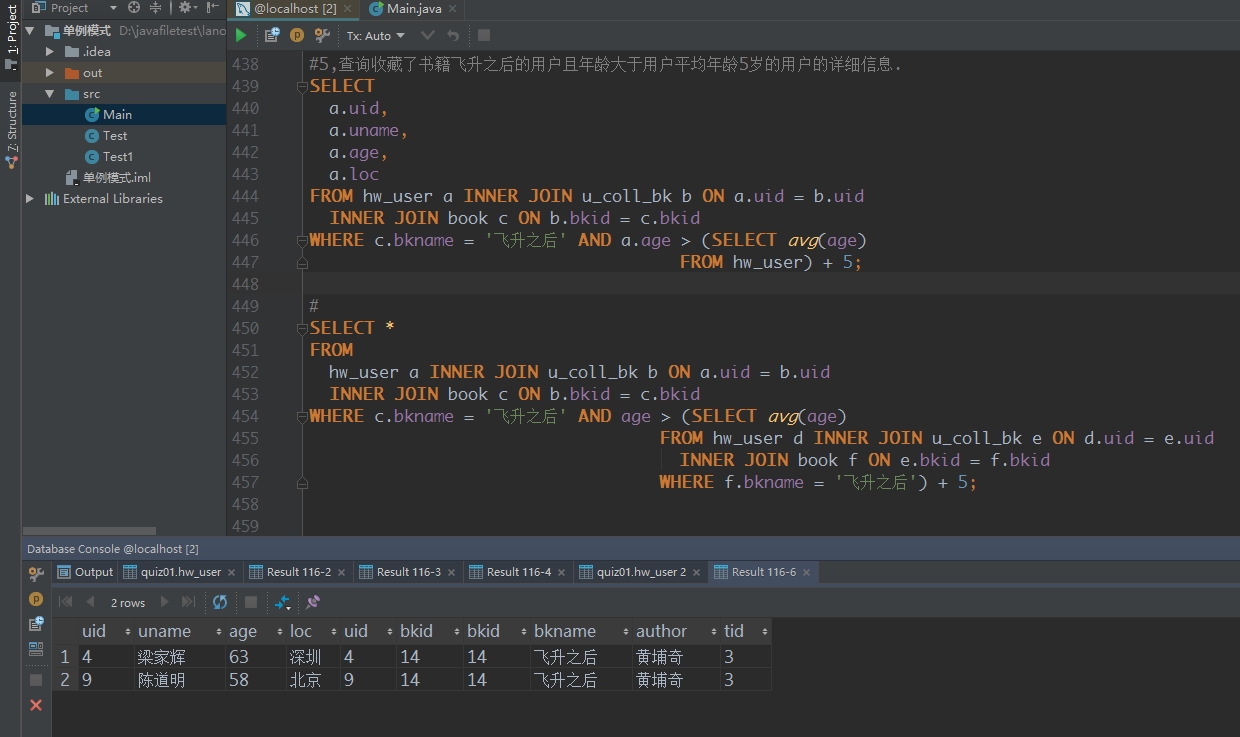 Project
@localhost [2]
Main.java
1: Project
7: Structure
单例模式 D:\javafiletest\lano
.idea
out
src
Main
Test
Test1
单例模式.iml
External Libraries
Tx: Auto
438 #5,查询收藏了书籍飞升之后的用户且年龄大于用户平均年龄5岁的用户的详细信息.
439 SELECT
440 a.uid,
441 a.uname,
442 a.age,
443 a.loc
444 FROM hw_user a INNER JOIN u_coll_bk b ON a.uid = b.uid
445 INNER JOIN book c ON b.bkid = c.bkid
446 WHERE c.bkname = '飞升之后' AND a.age > (SELECT avg(age)
447 FROM hw_user) + 5;
448
449 #
450 SELECT *
451 FROM
452 hw_user a INNER JOIN u_coll_bk b ON a.uid = b.uid
453 INNER JOIN book c ON b.bkid = c.bkid
454 WHERE c.bkname = '飞升之后' AND age > (SELECT avg(age)
455 FROM hw_user d INNER JOIN u_coll_bk e ON d.uid = e.uid
456 INNER JOIN book f ON e.bkid = f.bkid
457 WHERE f.bkname = '飞升之后') + 5;
458
459
Database Console @localhost [2]
Output quiz01.hw_user Result 116-2 Result 116-3 Result 116-4 quiz01.hw_user 2 Result 116-6
2 rows
uid uname age loc uid bkid bkid bkname author tid
1 4 梁家辉 63 深圳 4 14 14 飞升之后 黄埔奇 3
2 9 陈道明 58 北京 9 14 14 飞升之后 黄埔奇 3